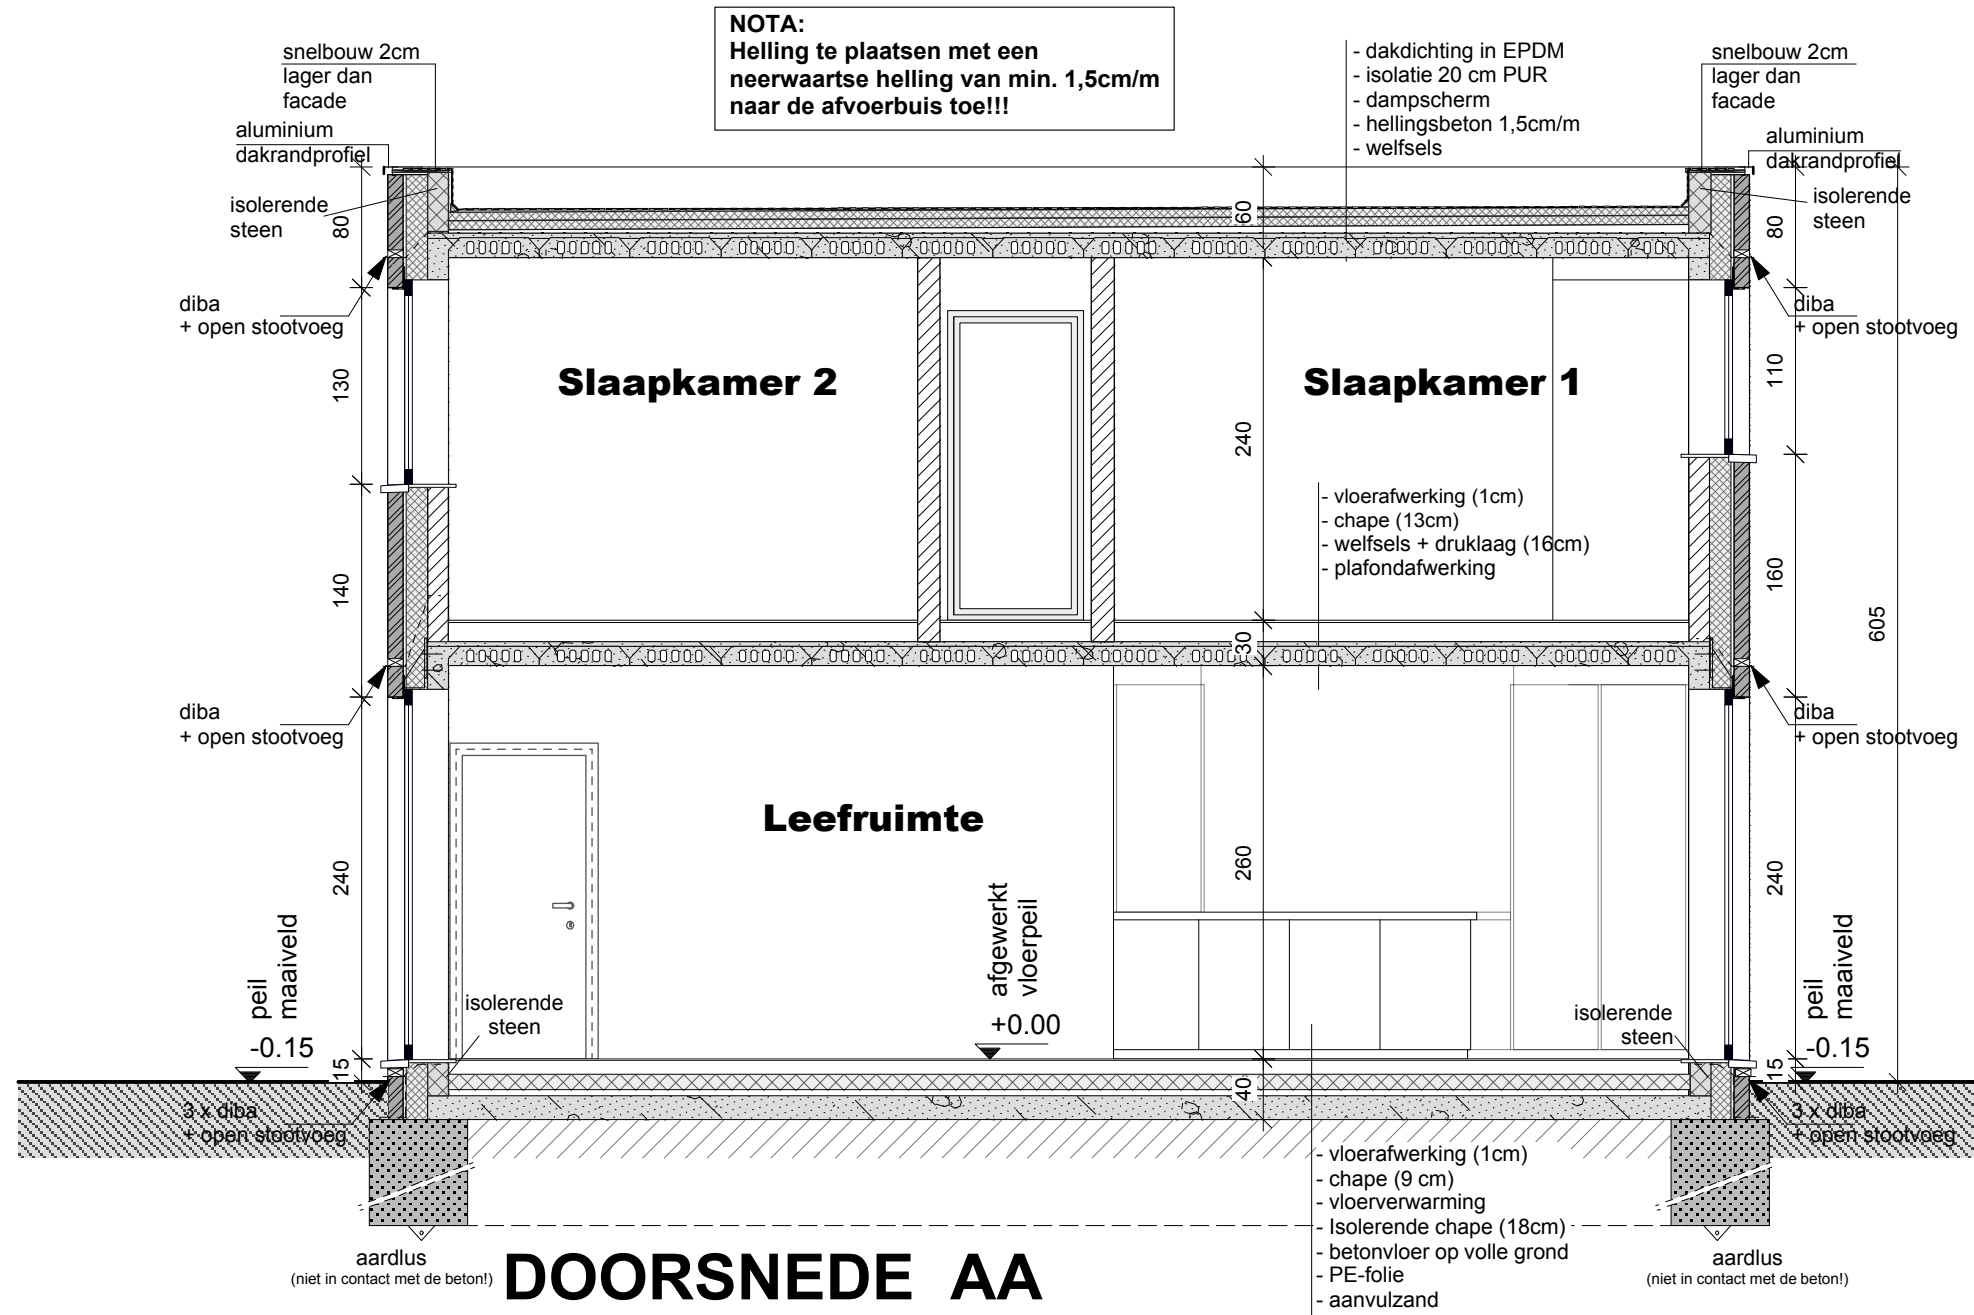 NOTA:
Helling te plaatsen met een
neerwaartse helling van min. 1,5cm/m
naar de afvoerbuis toe!!!
snelbouw 2cm
lager dan
facade
aluminium
dakrandprofiel
isolerende
steen
- dakdichting in EPDM
- isolatie 20 cm PUR
- dampscherm
- hellingsbeton 1,5cm/m
- welfsels
snelbouw 2cm
lager dan
facade
aluminium
dakrandprofiel
isolerende
steen
80
60
80
diba
+ open stootvoeg
diba
+ open stootvoeg
130
Slaapkamer 2
Slaapkamer 1
110
240
- vloerafwerking (1cm)
- chape (13cm)
- welfsels + druklaag (16cm)
- plafondafwerking
140
160
605
30
diba
+ open stootvoeg
diba
+ open stootvoeg
Leefruimte
240
260
240
peil
maaiveld
-0.15
afgewerkt
vloerpeil
+0.00
peil
maaiveld
-0.15
isolerende
steen
isolerende
steen
15
40
15
3 x diba
+ open stootvoeg
3 x diba
+ open stootvoeg
- vloerafwerking (1cm)
- chape (9 cm)
- vloerverwarming
- Isolerende chape (18cm)
- betonvloer op volle grond
- PE-folie
- aanvulzand
aardlus
(niet in contact met de beton!)
aardlus
(niet in contact met de beton!)
DOORSNEDE AA